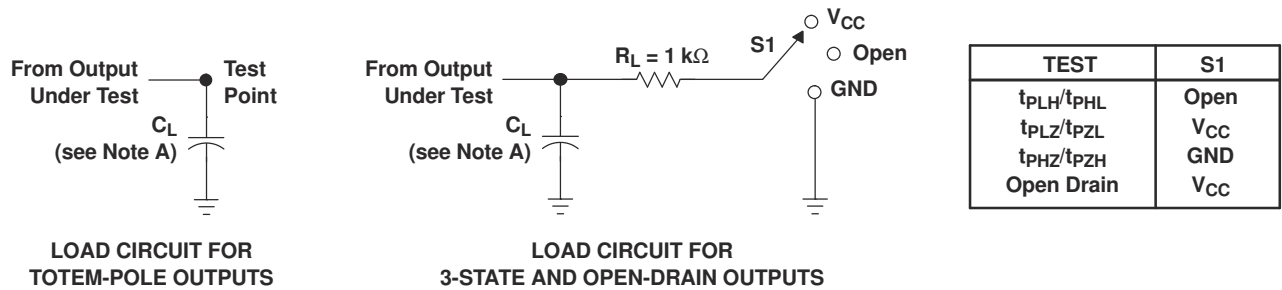 From Output
Under Test
Test
Point
CL
(see Note A)
LOAD CIRCUIT FOR
TOTEM-POLE OUTPUTS
From Output
Under Test
RL = 1 kΩ
S1
VCC
Open
GND
CL
(see Note A)
LOAD CIRCUIT FOR
3-STATE AND OPEN-DRAIN OUTPUTS
TEST S1
tPLH/tPHL Open
tPLZ/tPZL VCC
tPHZ/tPZH GND
Open Drain VCC